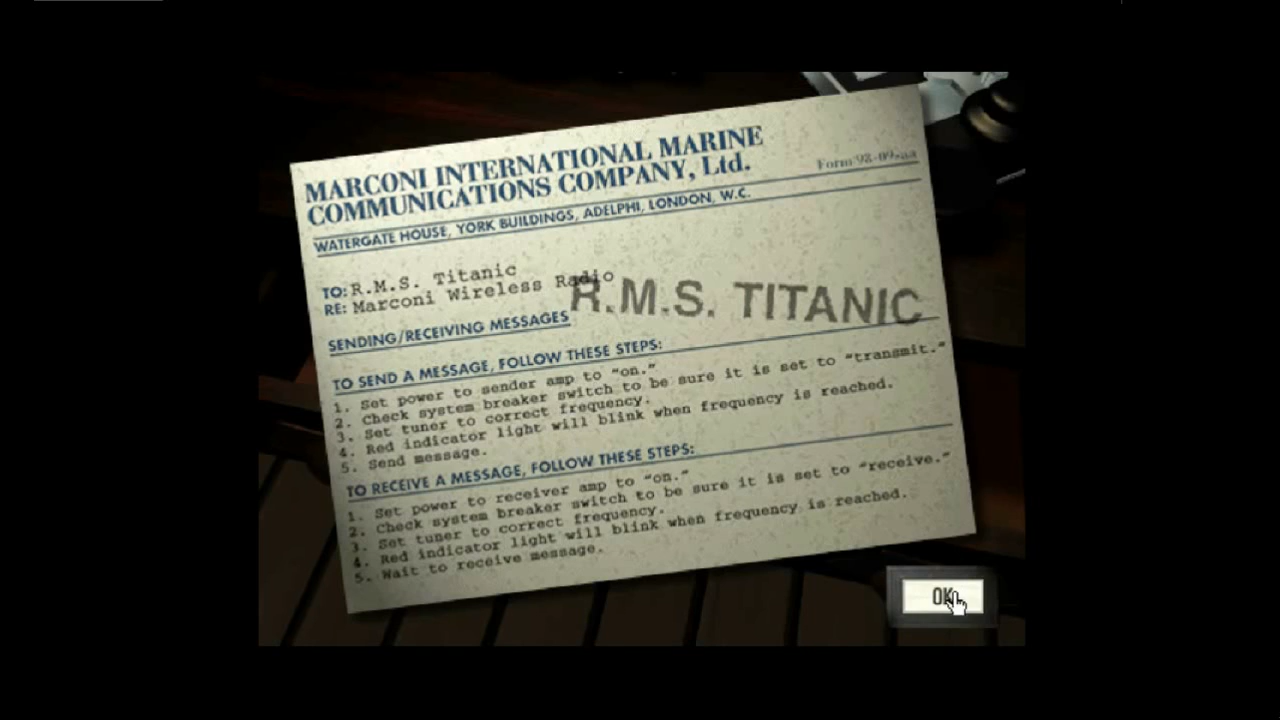 MARCONI INTERNATIONAL MARINE
COMMUNICATIONS COMPANY, Ltd.
Form 98-09-aa
WATERGATE HOUSE, YORK BUILDINGS, ADELPHI, LONDON, W.C.
TO: R.M.S. Titanic
RE: Marconi Wireless Radio
R.M.S. TITANIC
SENDING/RECEIVING MESSAGES
TO SEND A MESSAGE, FOLLOW THESE STEPS:
1. Set power to sender amp to “on.”
2. Check system breaker switch to be sure it is set to “transmit.”
3. Set tuner to correct frequency.
4. Red indicator light will blink when frequency is reached.
5. Send message.
TO RECEIVE A MESSAGE, FOLLOW THESE STEPS:
1. Set power to receiver amp to “on.”
2. Check system breaker switch to be sure it is set to “receive.”
3. Set tuner to correct frequency.
4. Red indicator light will blink when frequency is reached.
5. Wait to receive message.
OK